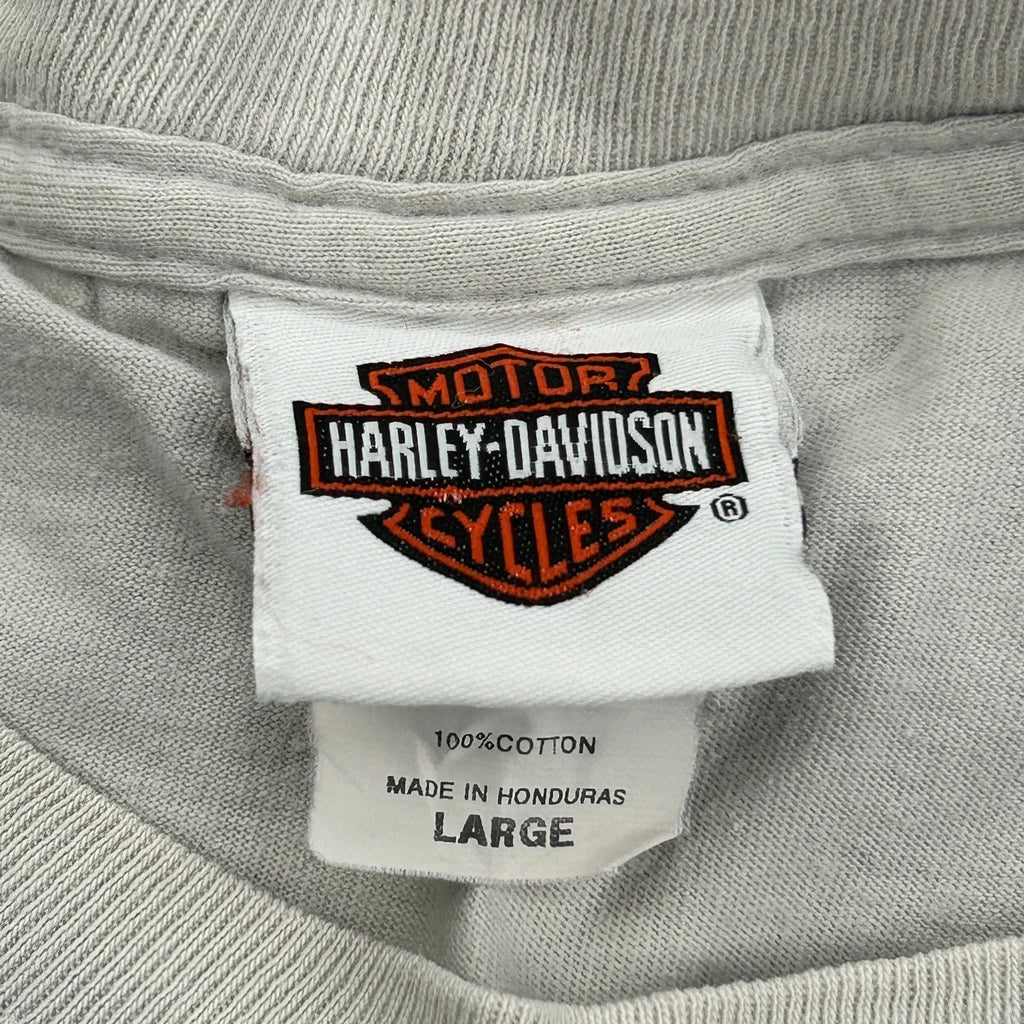 MOTOR
HARLEY-DAVIDSON
CYCLES
®
100%COTTON
MADE IN HONDURAS
LARGE